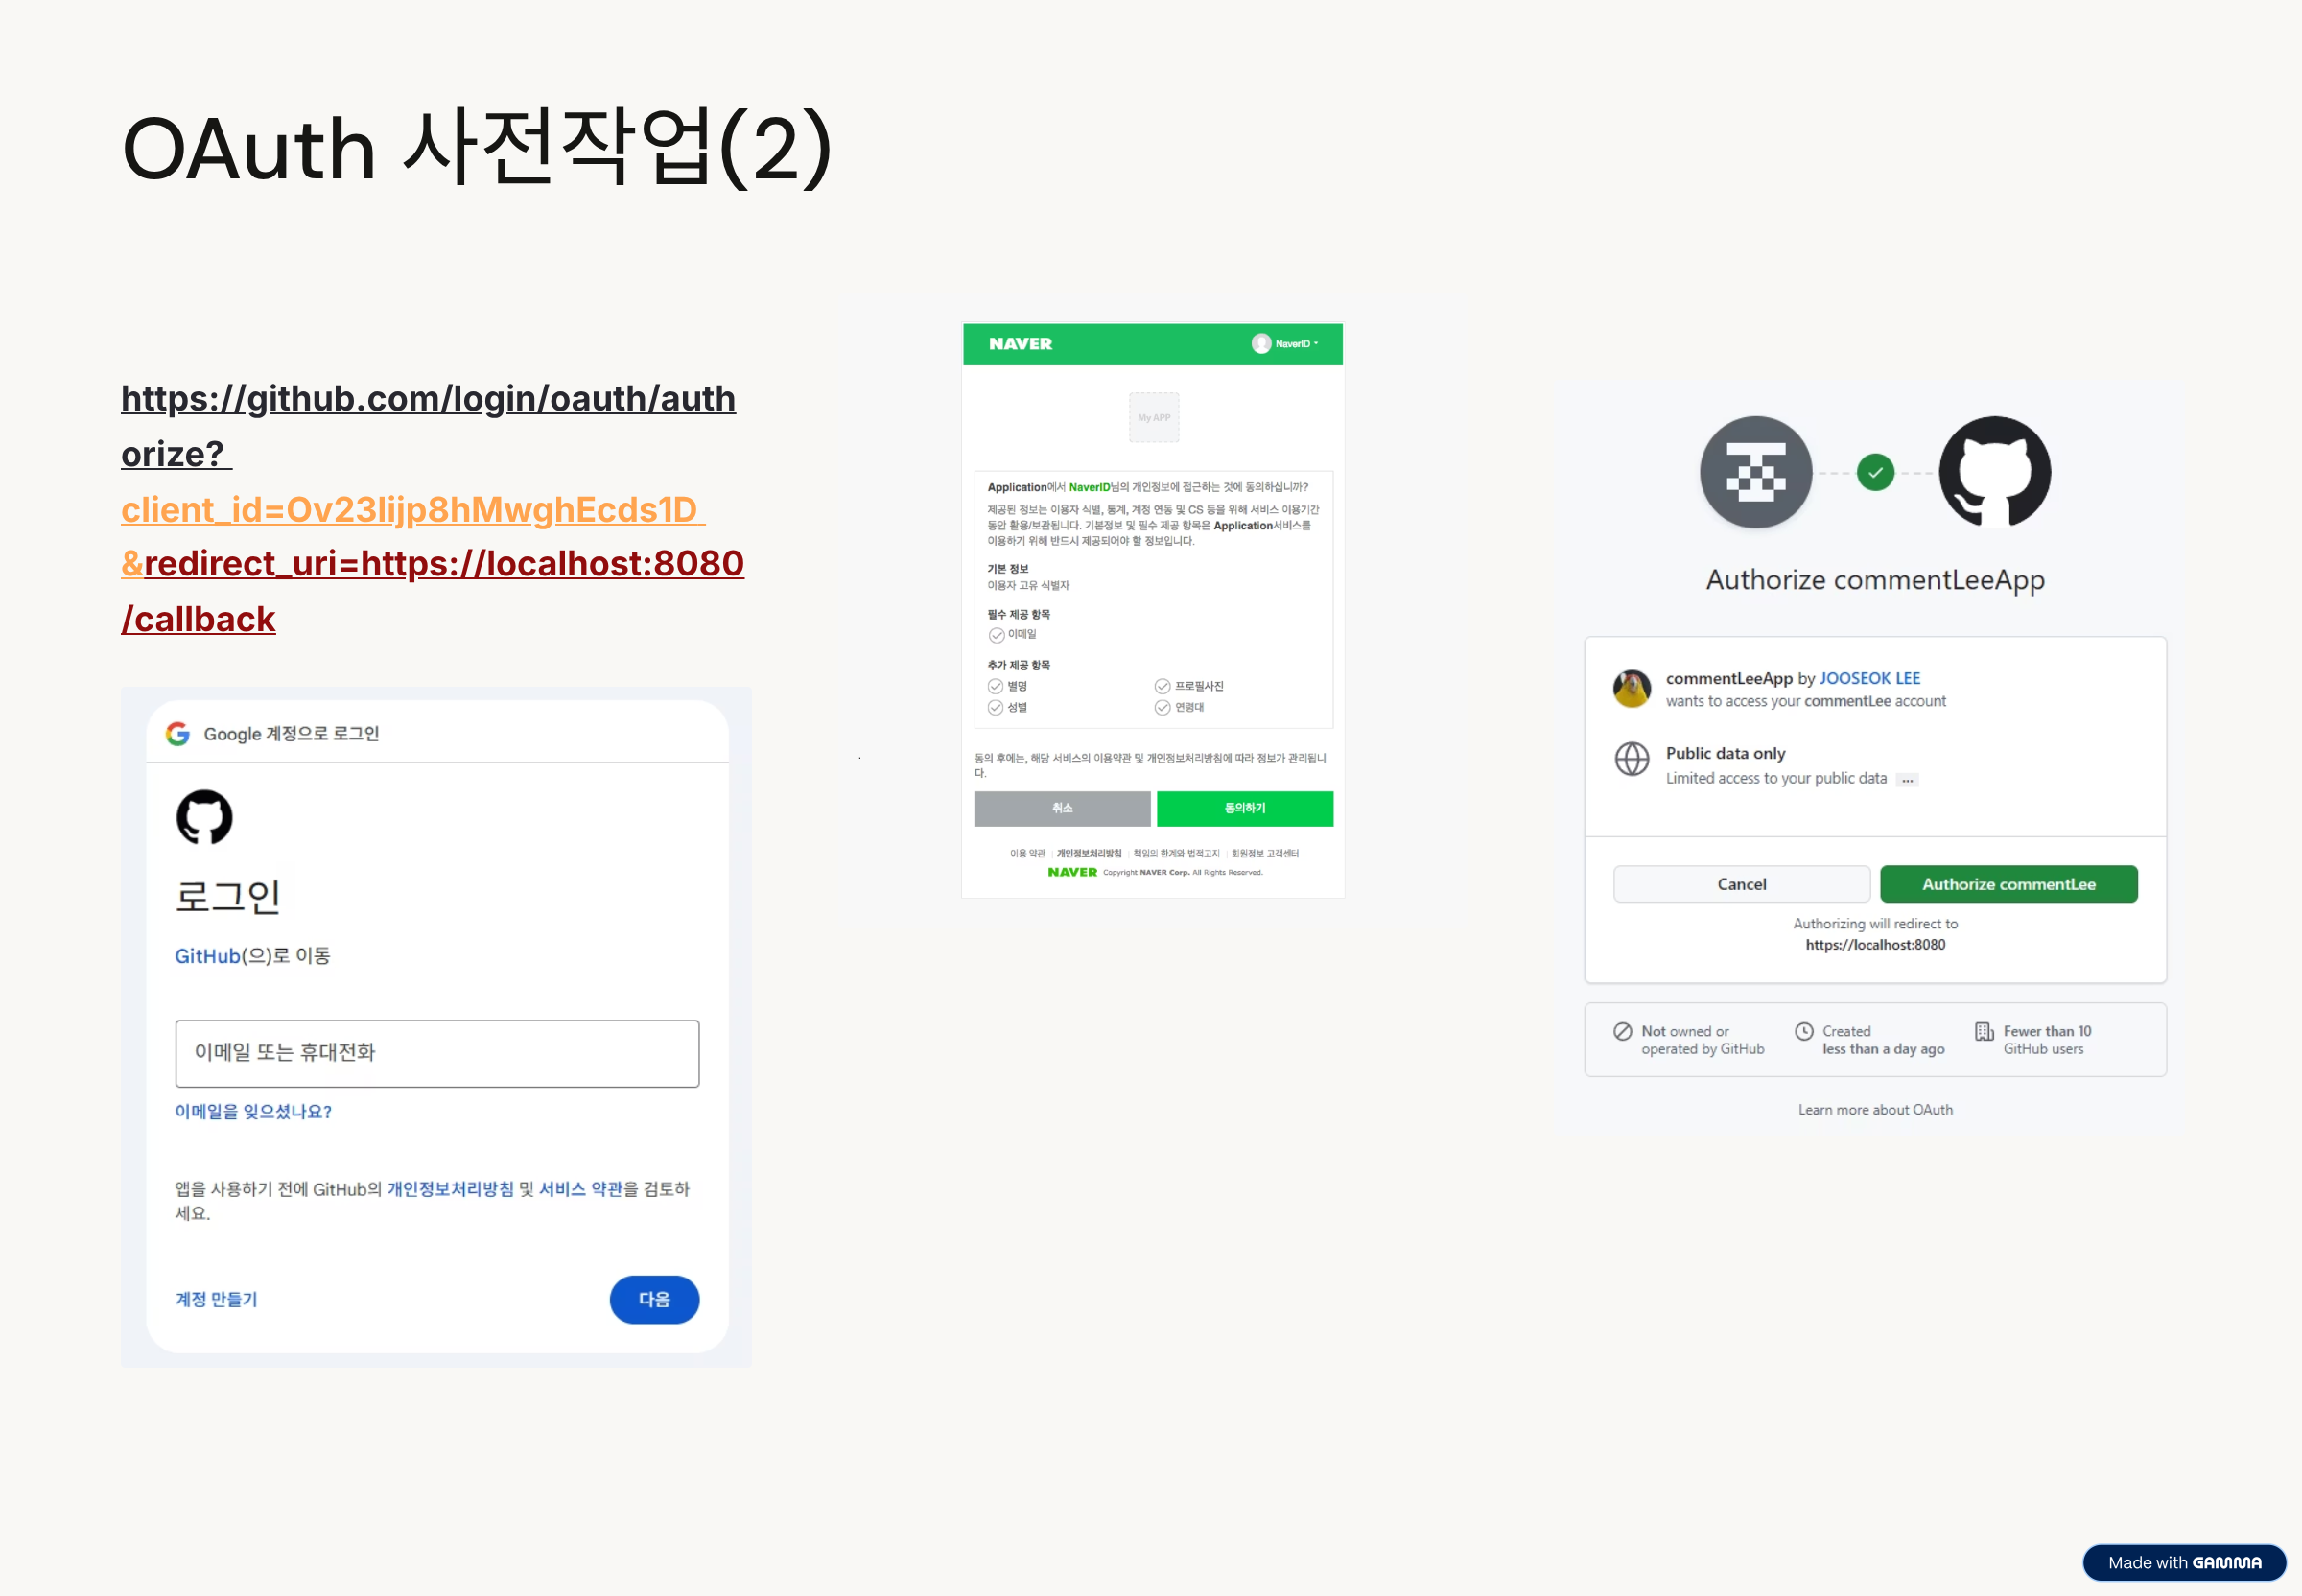 OAuth 사전작업(2)
https://github.com/login/oauth/auth
orize?
client_id=Ov23lijp8hMwghEcds1D
&redirect_uri=https://localhost:8080
/callback
Google 계정으로 로그인
로그인
GitHub(으)로 이동
이메일 또는 휴대전화
이메일을 잊으셨나요?
앱을 사용하기 전에 GitHub의 개인정보처리방침 및 서비스 약관을 검토하
세요.
계정 만들기
다음
NAVER
NaverID
My APP
Application에서 NaverID님의 개인정보에 접근하는 것에 동의하십니까?
제공된 정보는 이용자 식별, 통계, 계정 연동 및 CS 등을 위해 서비스 이용기간
동안 활용/보관됩니다. 기본정보 및 필수 제공 항목은 Application서비스를
이용하기 위해 반드시 제공되어야 할 정보입니다.
기본 정보
이용자 고유 식별자
필수 제공 항목
이메일
추가 제공 항목
별명 프로필사진
성별 연령대
동의 후에는, 해당 서비스의 이용약관 및 개인정보처리방침에 따라 정보가 관리됩니
다.
취소 동의하기
이용 약관 | 개인정보처리방침 | 책임의 한계와 법적고지 | 회원정보 고객센터
NAVER Copyright NAVER Corp. All Rights Reserved.
Authorize commentLeeApp
commentLeeApp by JOOSEOK LEE
wants to access your commentLee account
Public data only
Limited access to your public data ...
Cancel Authorize commentLee
Authorizing will redirect to
https://localhost:8080
Not owned or
operated by GitHub
Created
less than a day ago
Fewer than 10
GitHub users
Learn more about OAuth
Made with GAMMA